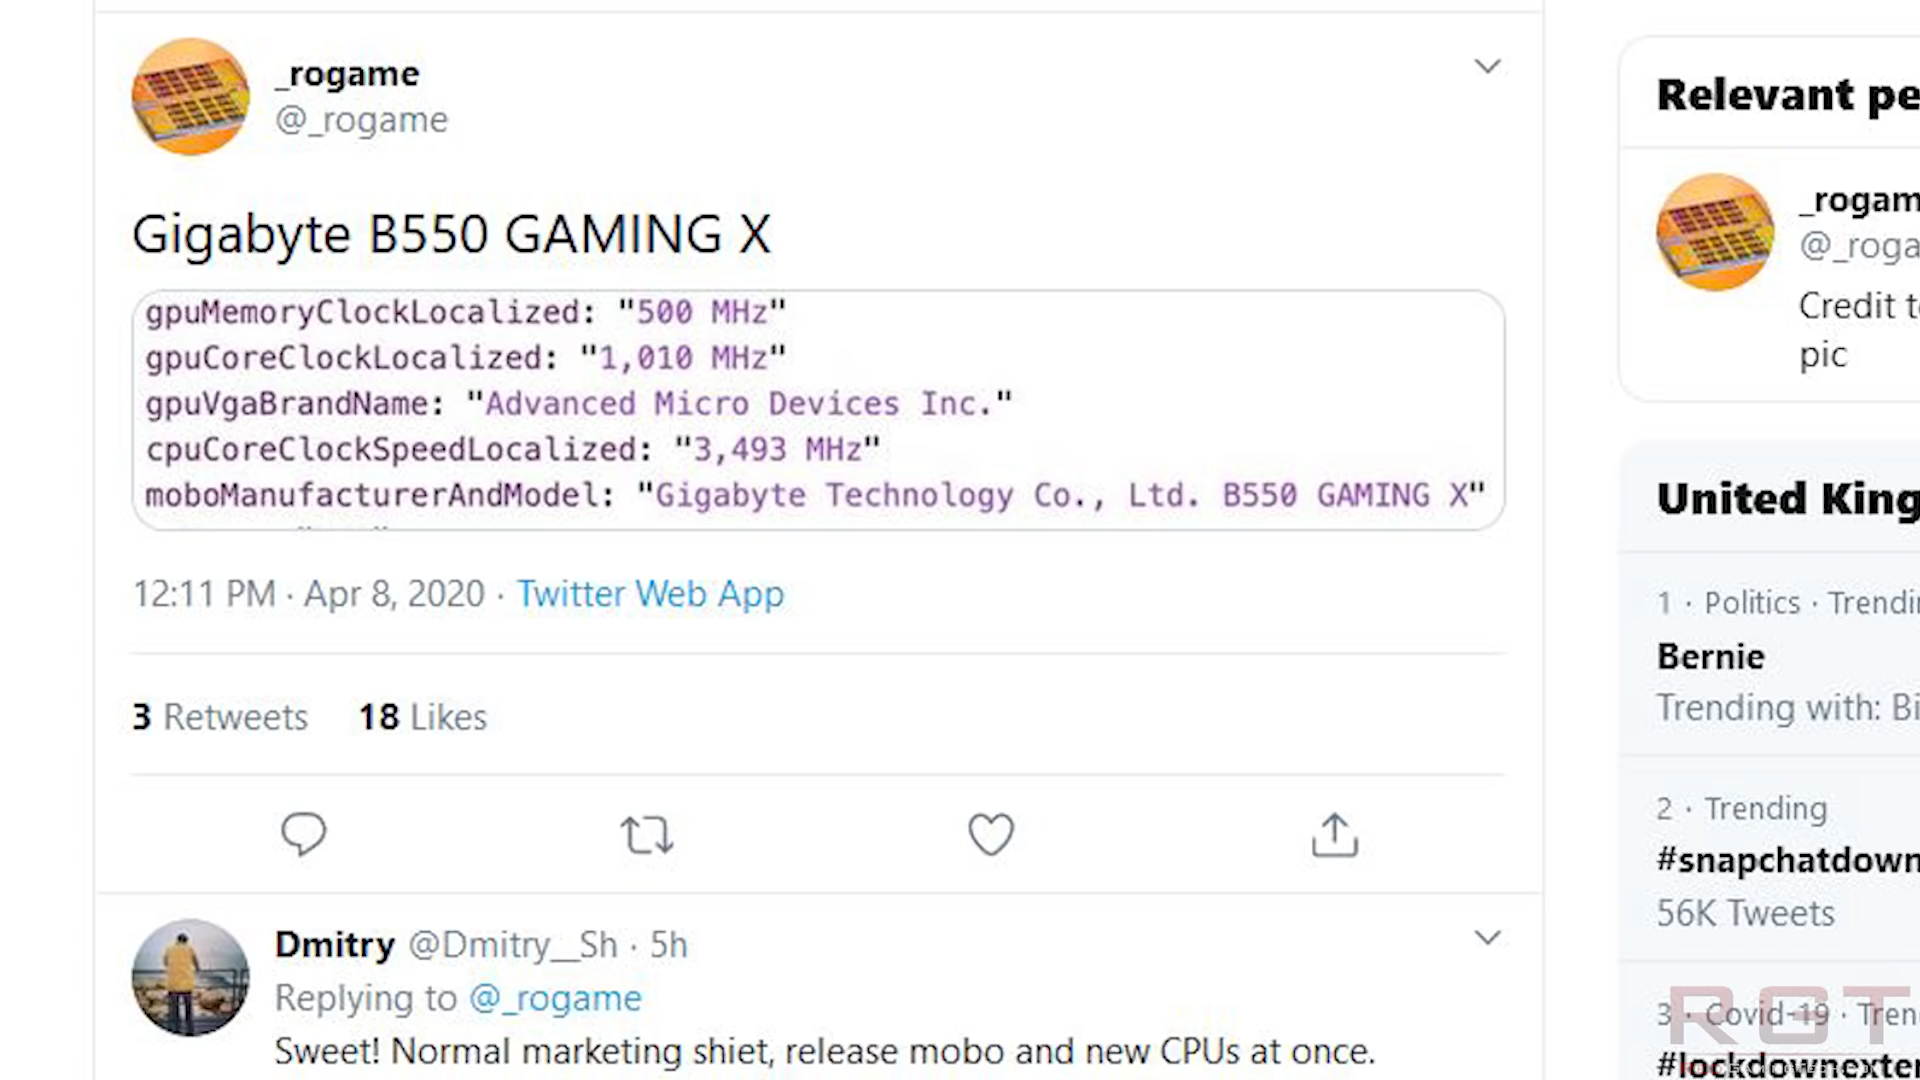 _rogame
@_rogame
Gigabyte B550 GAMING X
gpuMemoryClockLocalized: "500 MHz"
gpuCoreClockLocalized: "1,010 MHz"
gpuVgaBrandName: "Advanced Micro Devices Inc."
cpuCoreClockSpeedLocalized: "3,493 MHz"
moboManufacturerAndModel: "Gigabyte Technology Co., Ltd. B550 GAMING X"
12:11 PM · Apr 8, 2020 · Twitter Web App
3 Retweets 18 Likes
Dmitry @Dmitry__Sh · 5h
Replying to @_rogame
Sweet! Normal marketing shiet, release mobo and new CPUs at once.
Relevant pe
_rogam
@_roga
Credit t
pic
United King
1 · Politics · Trendi
Bernie
Trending with: Bi
2 · Trending
#snapchatdown
56K Tweets
3 · Covid-19 · Tren
#lockdownexter
RGT